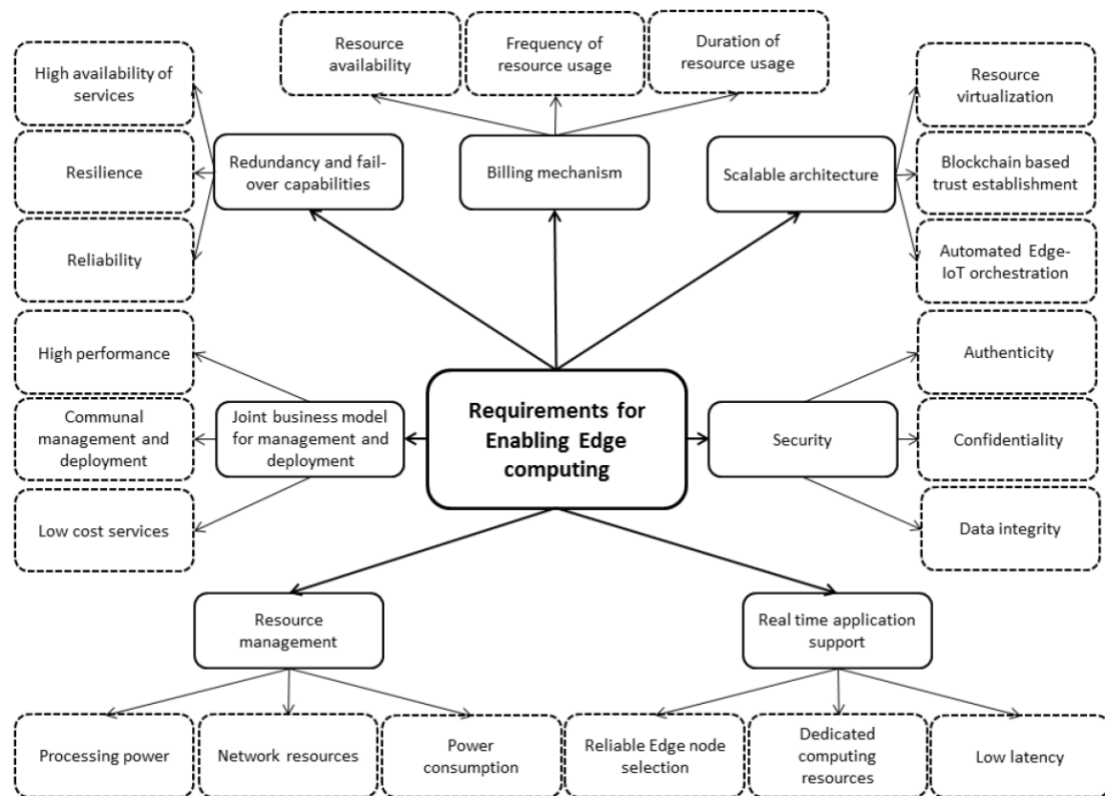 Resource
availability
Frequency of
resource usage
Duration of
resource usage
High availability of
services
Resilience
Reliability
Redundancy and fail-
over capabilities
Billing mechanism
Scalable architecture
Resource
virtualization
Blockchain based
trust establishment
Automated Edge-
IoT orchestration
High performance
Communal
management and
deployment
Low cost services
Joint business model
for management and
deployment
Requirements for
Enabling Edge
computing
Security
Authenticity
Confidentiality
Data integrity
Resource
management
Real time application
support
Processing power
Network resources
Power
consumption
Reliable Edge node
selection
Dedicated
computing
resources
Low latency